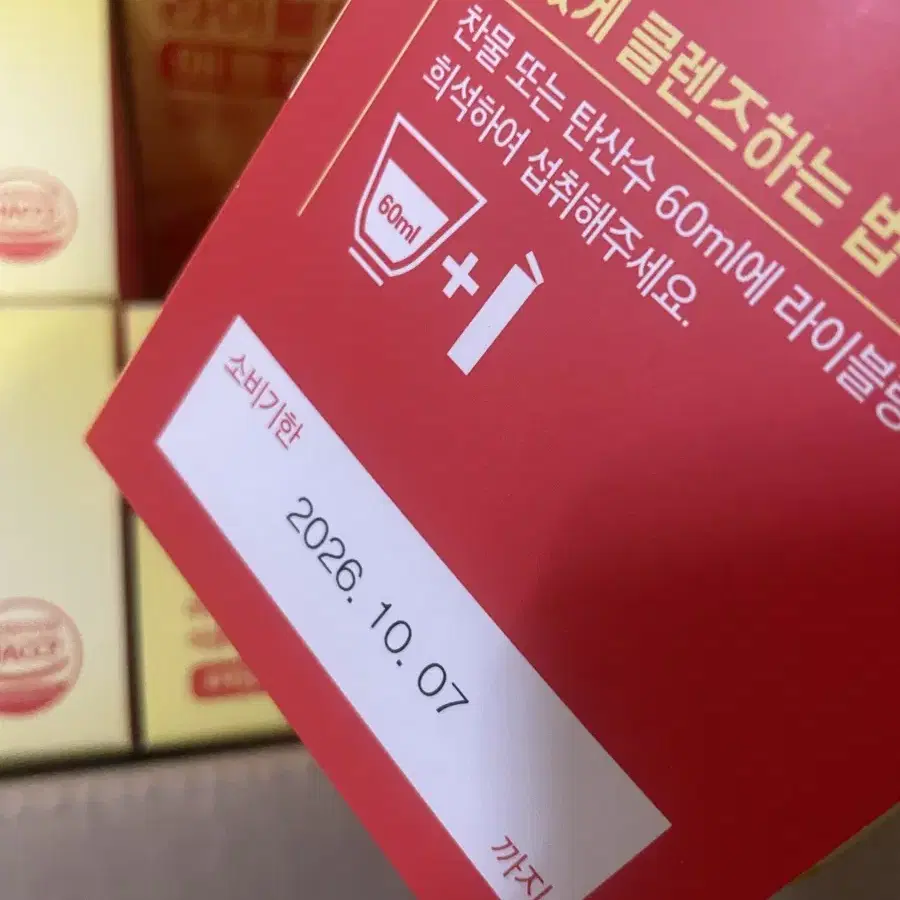 있게 클렌즈하는 법
찬물 또는 탄산수 60ml에 라이블링
희석하여 섭취해주세요.
60ml
소비기한
2026. 10. 07
까지
HACCP